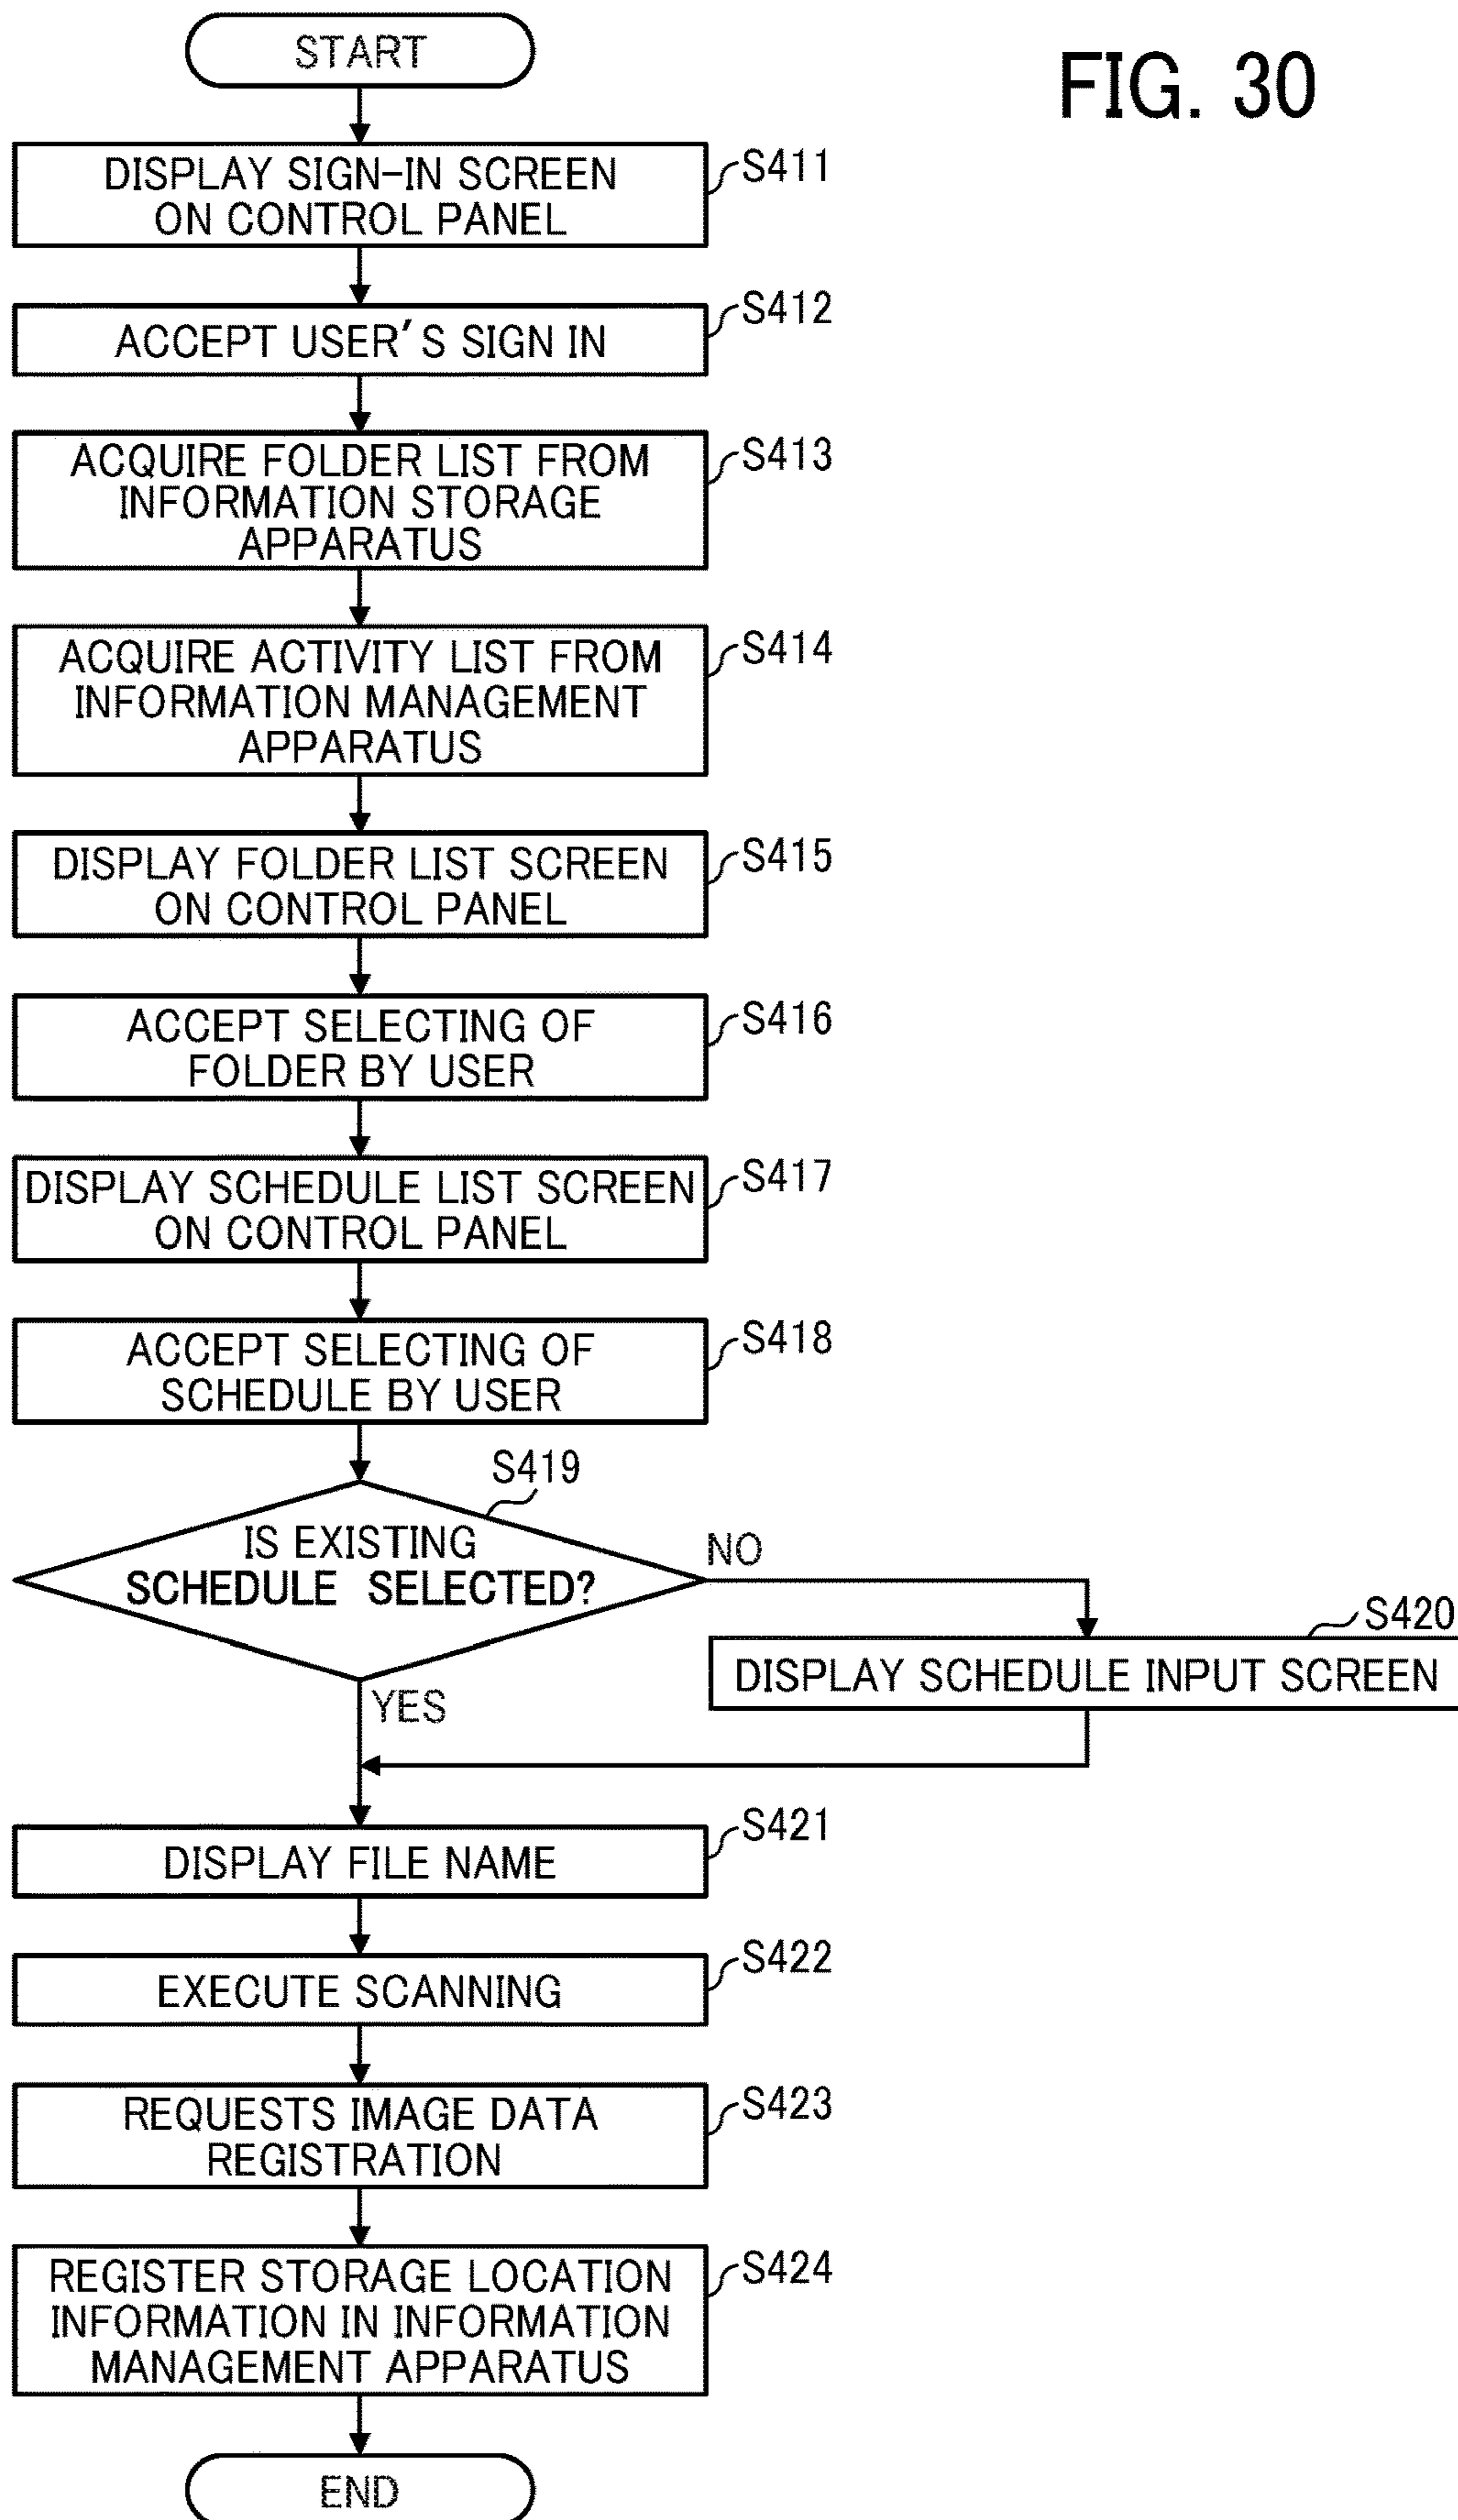 START
FIG. 30
DISPLAY SIGN-IN SCREEN
ON CONTROL PANEL
S411
ACCEPT USER'S SIGN IN
S412
ACQUIRE FOLDER LIST FROM
INFORMATION STORAGE
APPARATUS
S413
ACQUIRE ACTIVITY LIST FROM
INFORMATION MANAGEMENT
APPARATUS
S414
DISPLAY FOLDER LIST SCREEN
ON CONTROL PANEL
S415
ACCEPT SELECTING OF
FOLDER BY USER
S416
DISPLAY SCHEDULE LIST SCREEN
ON CONTROL PANEL
S417
ACCEPT SELECTING OF
SCHEDULE BY USER
S418
S419
IS EXISTING
SCHEDULE SELECTED?
NO
S420
DISPLAY SCHEDULE INPUT SCREEN
YES
DISPLAY FILE NAME
S421
EXECUTE SCANNING
S422
REQUESTS IMAGE DATA
REGISTRATION
S423
REGISTER STORAGE LOCATION
INFORMATION IN INFORMATION
MANAGEMENT APPARATUS
S424
END